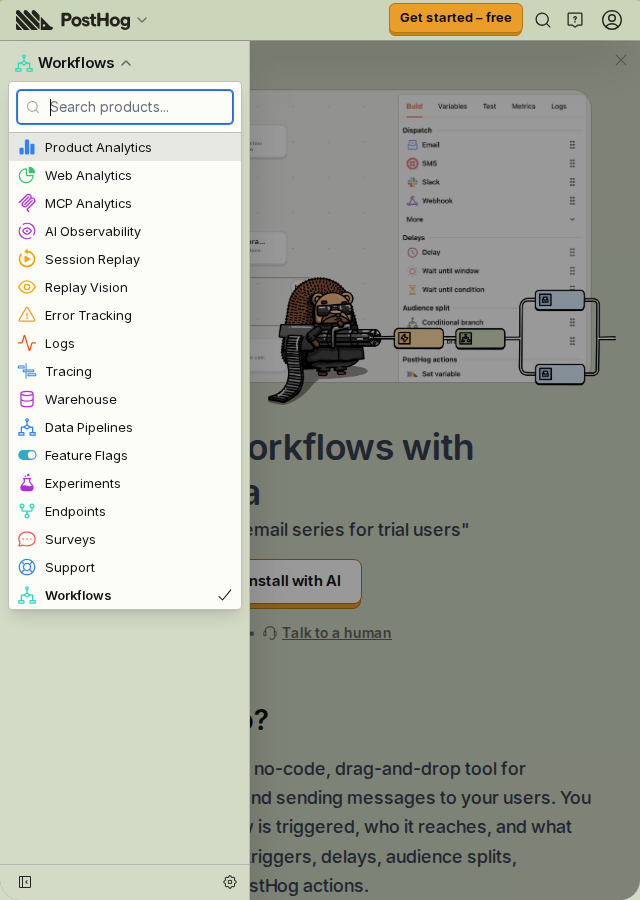 PostHog
Get started – free
Workflows
Search products...
Product Analytics
Web Analytics
MCP Analytics
AI Observability
Session Replay
Replay Vision
Error Tracking
Logs
Tracing
Warehouse
Data Pipelines
Feature Flags
Experiments
Endpoints
Surveys
Support
Workflows
Build Variables Test Metrics Logs
Dispatch
Email
SMS
Slack
Webhook
More
Delays
Delay
Wait until window
Wait until condition
Audience split
Conditional branch
PostHog actions
Set variable
orkflows with
a
email series for trial users"
nstall with AI
• Talk to a human
?
no-code, drag-and-drop tool for
nd sending messages to your users. You
is triggered, who it reaches, and what
riggers, delays, audience splits,
stHog actions.